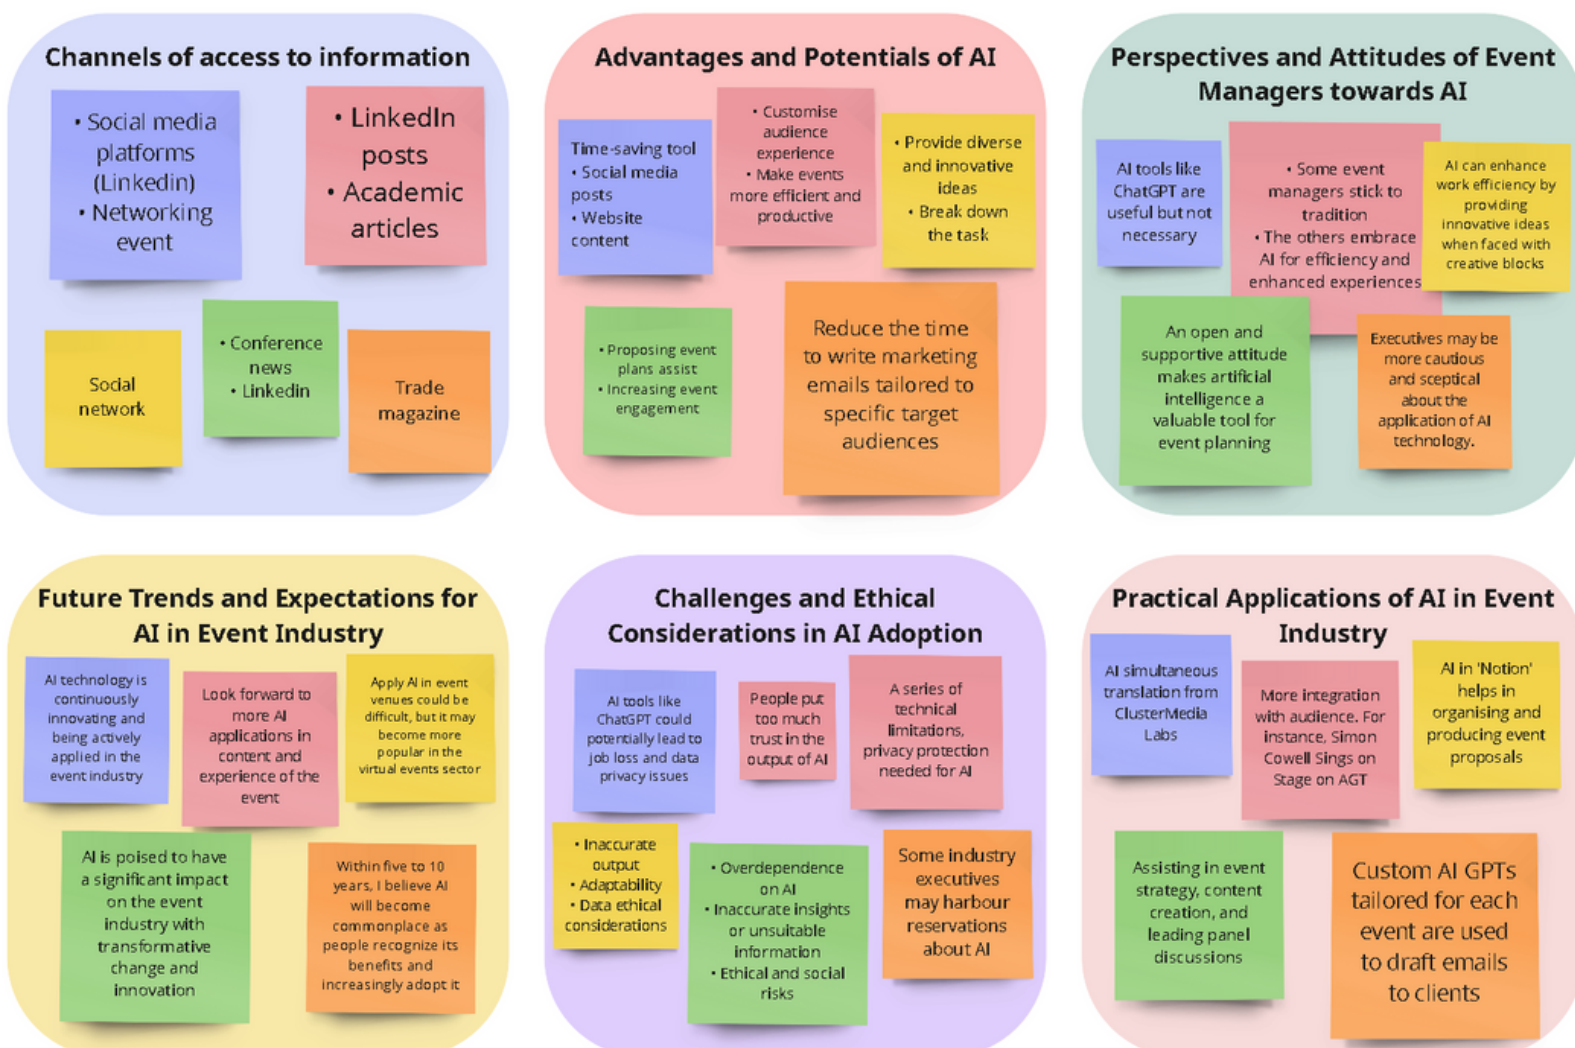 Channels of access to information
• Social media
platforms
(Linkedin)
• Networking
event
• LinkedIn
posts
• Academic
articles
Social
network
• Conference
news
• Linkedin
Trade
magazine
Advantages and Potentials of AI
Time-saving tool
• Social media
posts
• Website
content
• Customise
audience
experience
• Make events
more efficient and
productive
• Provide diverse
and innovative
ideas
• Break down
the task
• Proposing event
plans assist
• Increasing event
engagement
Reduce the time
to write marketing
emails tailored to
specific target
audiences
Perspectives and Attitudes of Event
Managers towards AI
AI tools like
ChatGPT are
useful but not
necessary
• Some event
managers stick to
tradition
• The others embrace
AI for efficiency and
enhanced experiences
AI can enhance
work efficiency by
providing
innovative ideas
when faced with
creative blocks
An open and
supportive attitude
makes artificial
intelligence a
valuable tool for
event planning
Executives may be
more cautious
and sceptical
about the
application of AI
technology.
Future Trends and Expectations for
AI in Event Industry
AI technology is
continuously
innovating and
being actively
applied in the
event industry
Look forward to
more AI
applications in
content and
experience of the
event
Apply AI in event
venues could be
difficult, but it may
become more
popular in the
virtual events sector
AI is poised to have
a significant impact
on the event
industry with
transformative
change and
innovation
Within five to 10
years, I believe AI
will become
commonplace as
people recognize its
benefits and
increasingly adopt it
Challenges and Ethical
Considerations in AI Adoption
AI tools like
ChatGPT could
potentially lead to
job loss and data
privacy issues
People put
too much
trust in the
output of AI
A series of
technical
limitations,
privacy protection
needed for AI
• Inaccurate
output
• Adaptability
• Data ethical
considerations
• Overdependence
on AI
• Inaccurate insights
or unsuitable
information
• Ethical and social
risks
Some industry
executives
may harbour
reservations
about AI
Practical Applications of AI in Event
Industry
AI simultaneous
translation from
ClusterMedia
Labs
More integration
with audience. For
instance, Simon
Cowell Sings on
Stage on AGT
AI in 'Notion'
helps in
organising and
producing event
proposals
Assisting in event
strategy, content
creation, and
leading panel
discussions
Custom AI GPTs
tailored for each
event are used
to draft emails
to clients